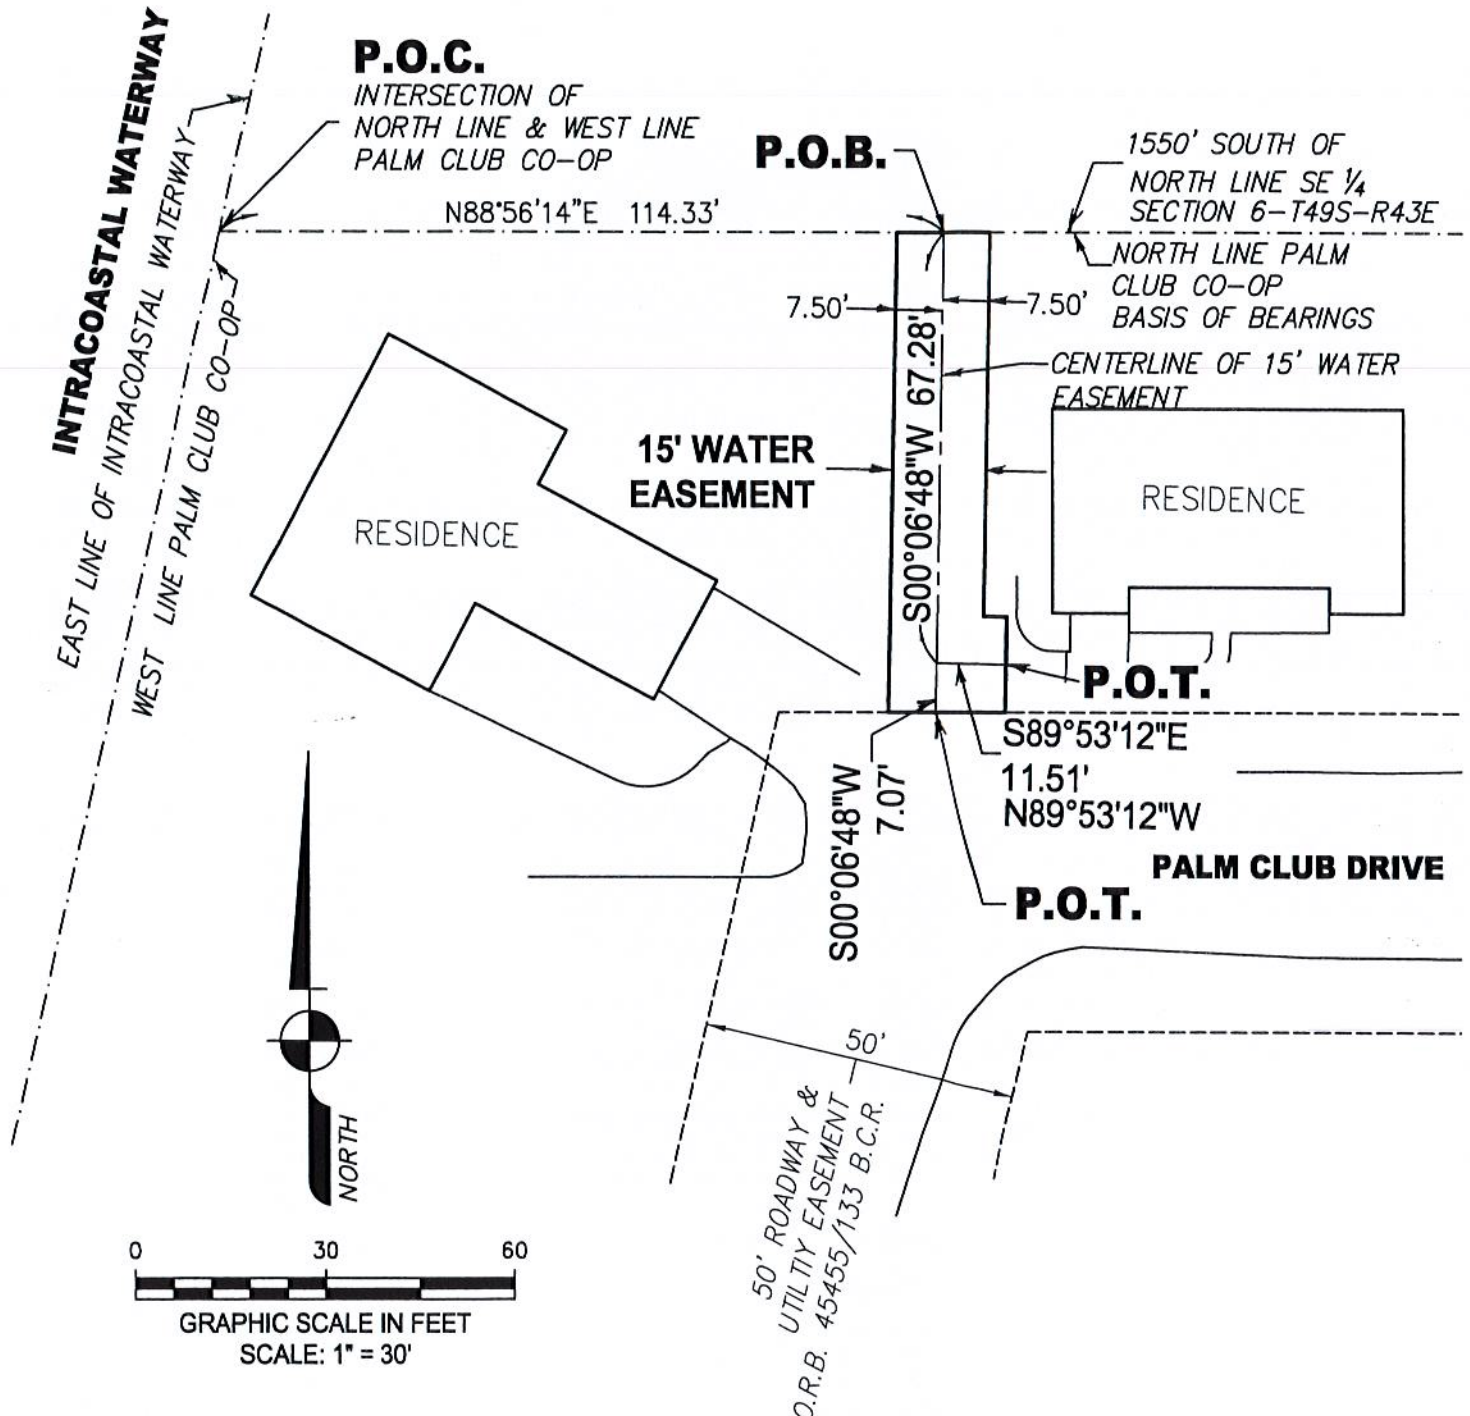 INTRACOASTAL WATERWAY
EAST LINE OF INTRACOASTAL WATERWAY
WEST LINE PALM CLUB CO-OP
P.O.C.
INTERSECTION OF
NORTH LINE & WEST LINE
PALM CLUB CO-OP
N88°56'14"E 114.33'
P.O.B.
1550' SOUTH OF
NORTH LINE SE ¼
SECTION 6-T49S-R43E
NORTH LINE PALM
CLUB CO-OP
BASIS OF BEARINGS
7.50'
7.50'
CENTERLINE OF 15' WATER
EASEMENT
S00°06'48"W 67.28'
15' WATER
EASEMENT
RESIDENCE
RESIDENCE
P.O.T.
S89°53'12"E
11.51'
N89°53'12"W
S00°06'48"W
7.07'
PALM CLUB DRIVE
P.O.T.
50'
50' ROADWAY &
UTILTIY EASEMENT
O.R.B. 45455/133 B.C.R.
NORTH
0 30 60
GRAPHIC SCALE IN FEET
SCALE: 1" = 30'